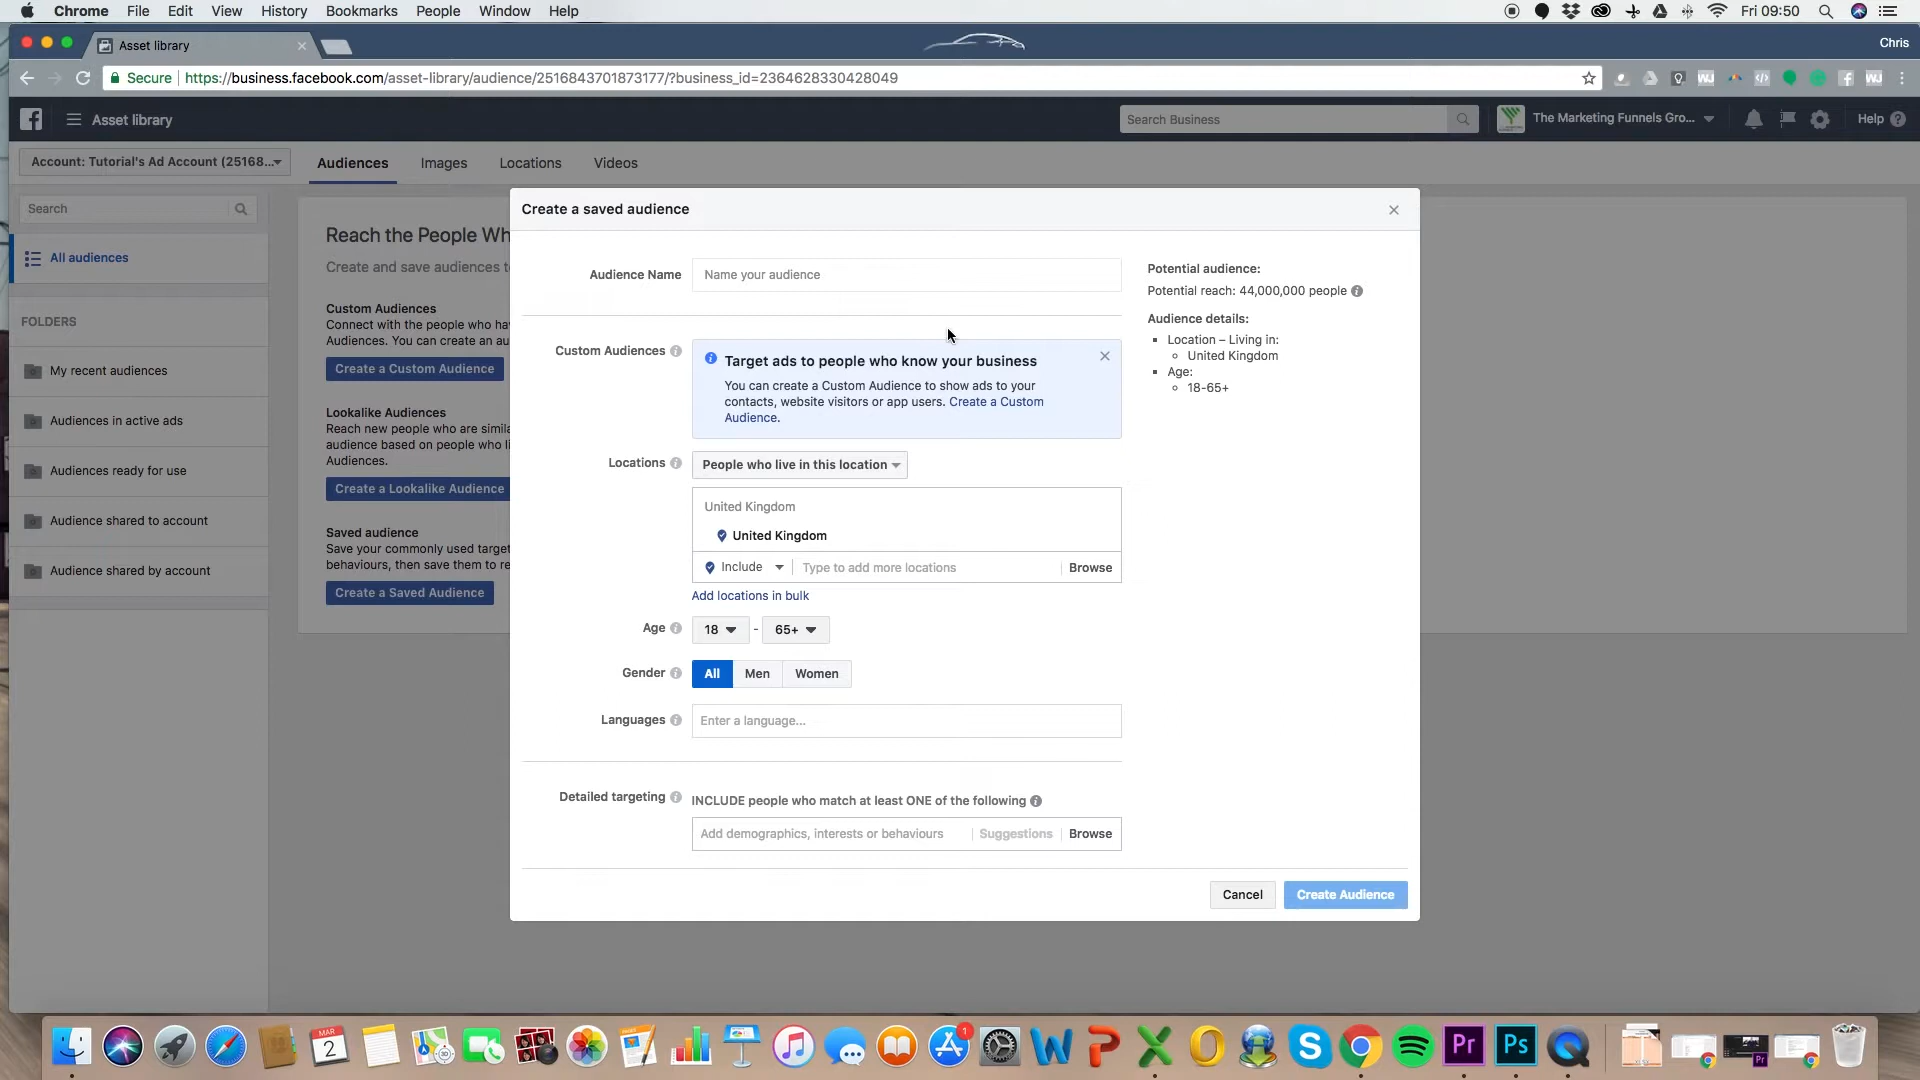 Chrome File Edit View History Bookmarks People Window Help
Fri 09:50
Asset library
Chris
Secure https://business.facebook.com/asset-library/audience/2516843701873177/?business_id=2364628330428049
Asset library
Search Business
The Marketing Funnels Gro...
Help
Account: Tutorial's Ad Account (25168...
Audiences Images Locations Videos
Search
All audiences
FOLDERS
My recent audiences
Audiences in active ads
Audiences ready for use
Audience shared to account
Audience shared by account
Reach the People Wh
Create and save audiences t
Custom Audiences
Connect with the people who ha
Audiences. You can create an au
Create a Custom Audience
Lookalike Audiences
Reach new people who are simila
audience based on people who li
Audiences.
Create a Lookalike Audience
Saved audience
Save your commonly used target
behaviours, then save them to re
Create a Saved Audience
Create a saved audience
Audience Name
Name your audience
Custom Audiences
Target ads to people who know your business
You can create a Custom Audience to show ads to your
contacts, website visitors or app users. Create a Custom
Audience.
Locations
People who live in this location
United Kingdom
United Kingdom
Include
Type to add more locations
Browse
Add locations in bulk
Age
18 - 65+
Gender
All Men Women
Languages
Enter a language...
Detailed targeting
INCLUDE people who match at least ONE of the following
Add demographics, interests or behaviours
Suggestions
Browse
Potential audience:
Potential reach: 44,000,000 people
Audience details:
Location – Living in:
United Kingdom
Age:
18-65+
Cancel
Create Audience
MAR
2
1
Pr
Ps